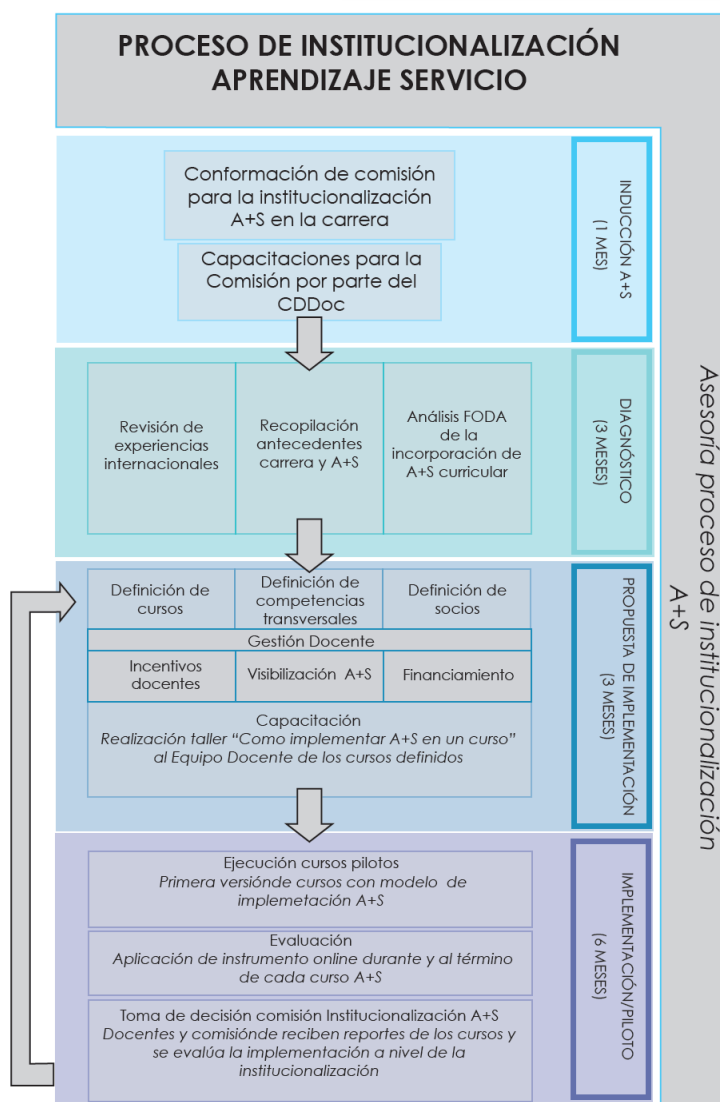 PROCESO DE INSTITUCIONALIZACIÓN
APRENDIZAJE SERVICIO
Conformación de comisión
para la institucionalización
A+S en la carrera
Capacitaciones para la
Comisión por parte del
CDDoc
INDUCCIÓN A+S
(1 MES)
Revisión de
experiencias
internacionales
Recopilación
antecedentes
carrera y A+S
Análisis FODA
de la
incorporación de
A+S curricular
DIAGNÓSTICO
(3 MESES)
Definición de
cursos
Definición de
competencias
transversales
Definición de
socios
Gestión Docente
Incentivos
docentes
Visibilización A+S
Financiamiento
Capacitación
Realización taller “Como implementar A+S en un curso”
al Equipo Docente de los cursos definidos
PROPUESTA DE IMPLEMENTACIÓN
(3 MESES)
Ejecución cursos pilotos
Primera versiónde cursos con modelo de
implemetación A+S
Evaluación
Aplicación de instrumento online durante y al término
de cada curso A+S
Toma de decisión comisión Institucionalización A+S
Docentes y comisiónde reciben reportes de los cursos y
se evalúa la implementación a nivel de la
institucionalización
IMPLEMENTACIÓN/PILOTO
(6 MESES)
Asesoría proceso de institucionalización
A+S